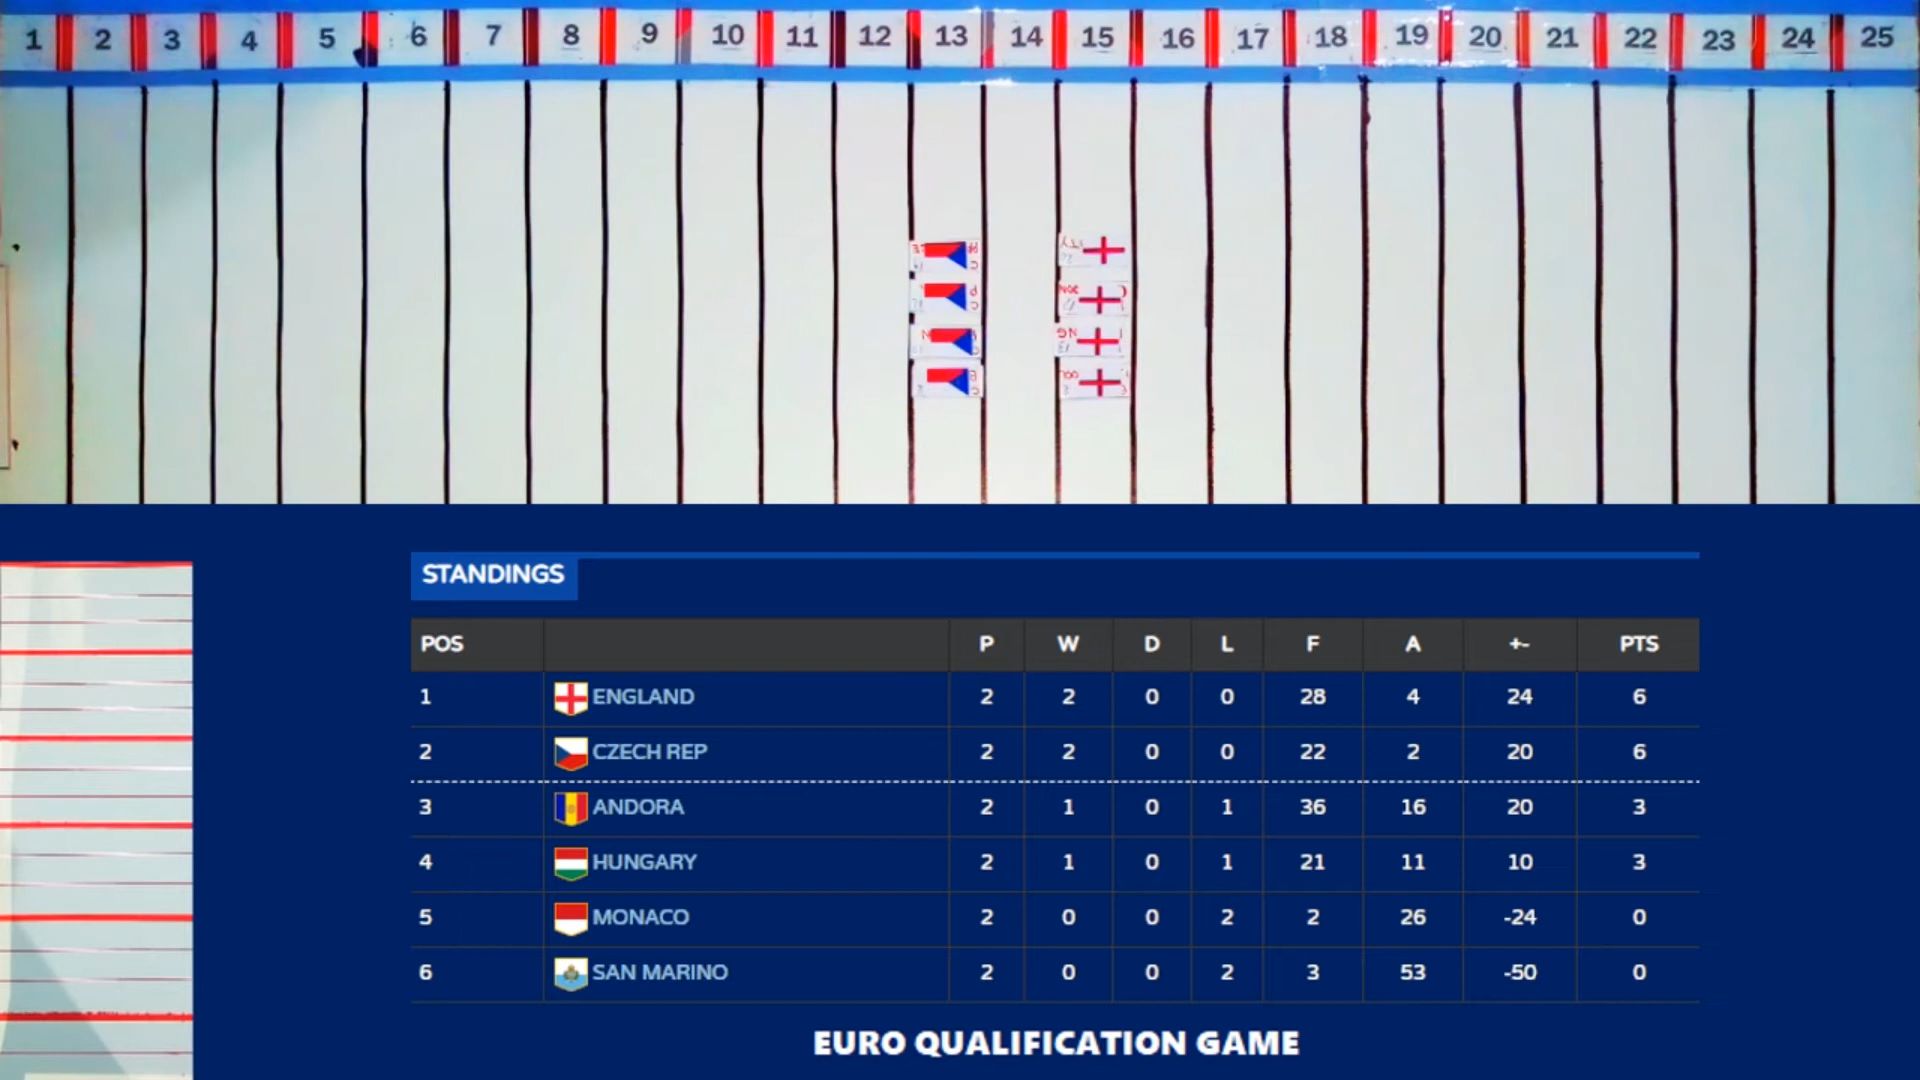 1 2 3 4 5 6 7 8 9 10 11 12 13 14 15 16 17 18 19 20 21 22 23 24 25
STANDINGS
POS P W D L F A +- PTS
1 ENGLAND 2 2 0 0 28 4 24 6
2 CZECH REP 2 2 0 0 22 2 20 6
3 ANDORA 2 1 0 1 36 16 20 3
4 HUNGARY 2 1 0 1 21 11 10 3
5 MONACO 2 0 0 2 2 26 -24 0
6 SAN MARINO 2 0 0 2 3 53 -50 0
EURO QUALIFICATION GAME